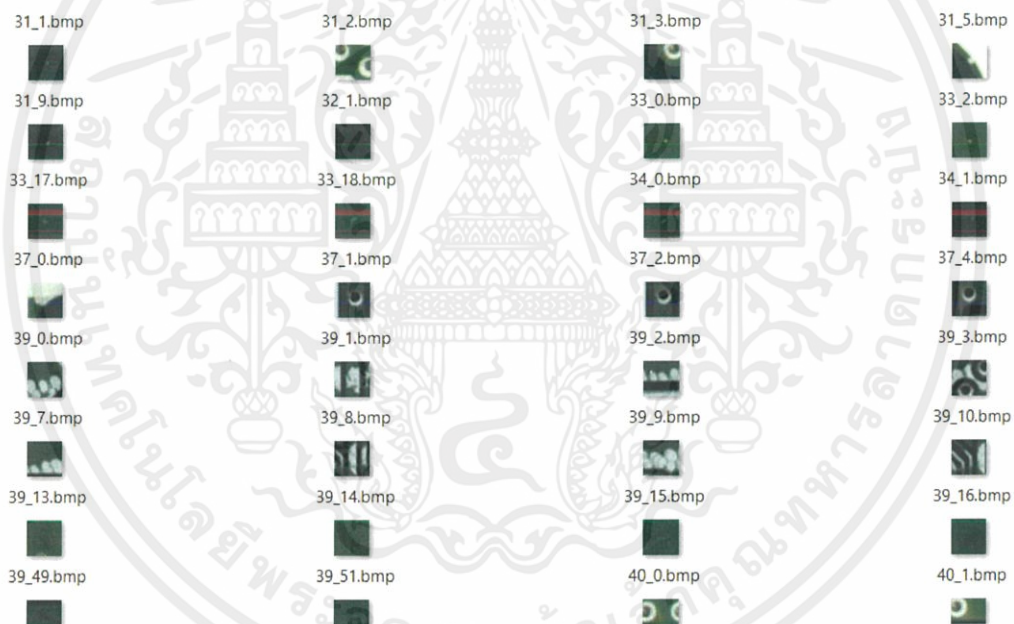 31_1.bmp 31_2.bmp 31_3.bmp 31_5.bmp
31_9.bmp 32_1.bmp 33_0.bmp 33_2.bmp
33_17.bmp 33_18.bmp 34_0.bmp 34_1.bmp
37_0.bmp 37_1.bmp 37_2.bmp 37_4.bmp
39_0.bmp 39_1.bmp 39_2.bmp 39_3.bmp
39_7.bmp 39_8.bmp 39_9.bmp 39_10.bmp
39_13.bmp 39_14.bmp 39_15.bmp 39_16.bmp
39_49.bmp 39_51.bmp 40_0.bmp 40_1.bmp